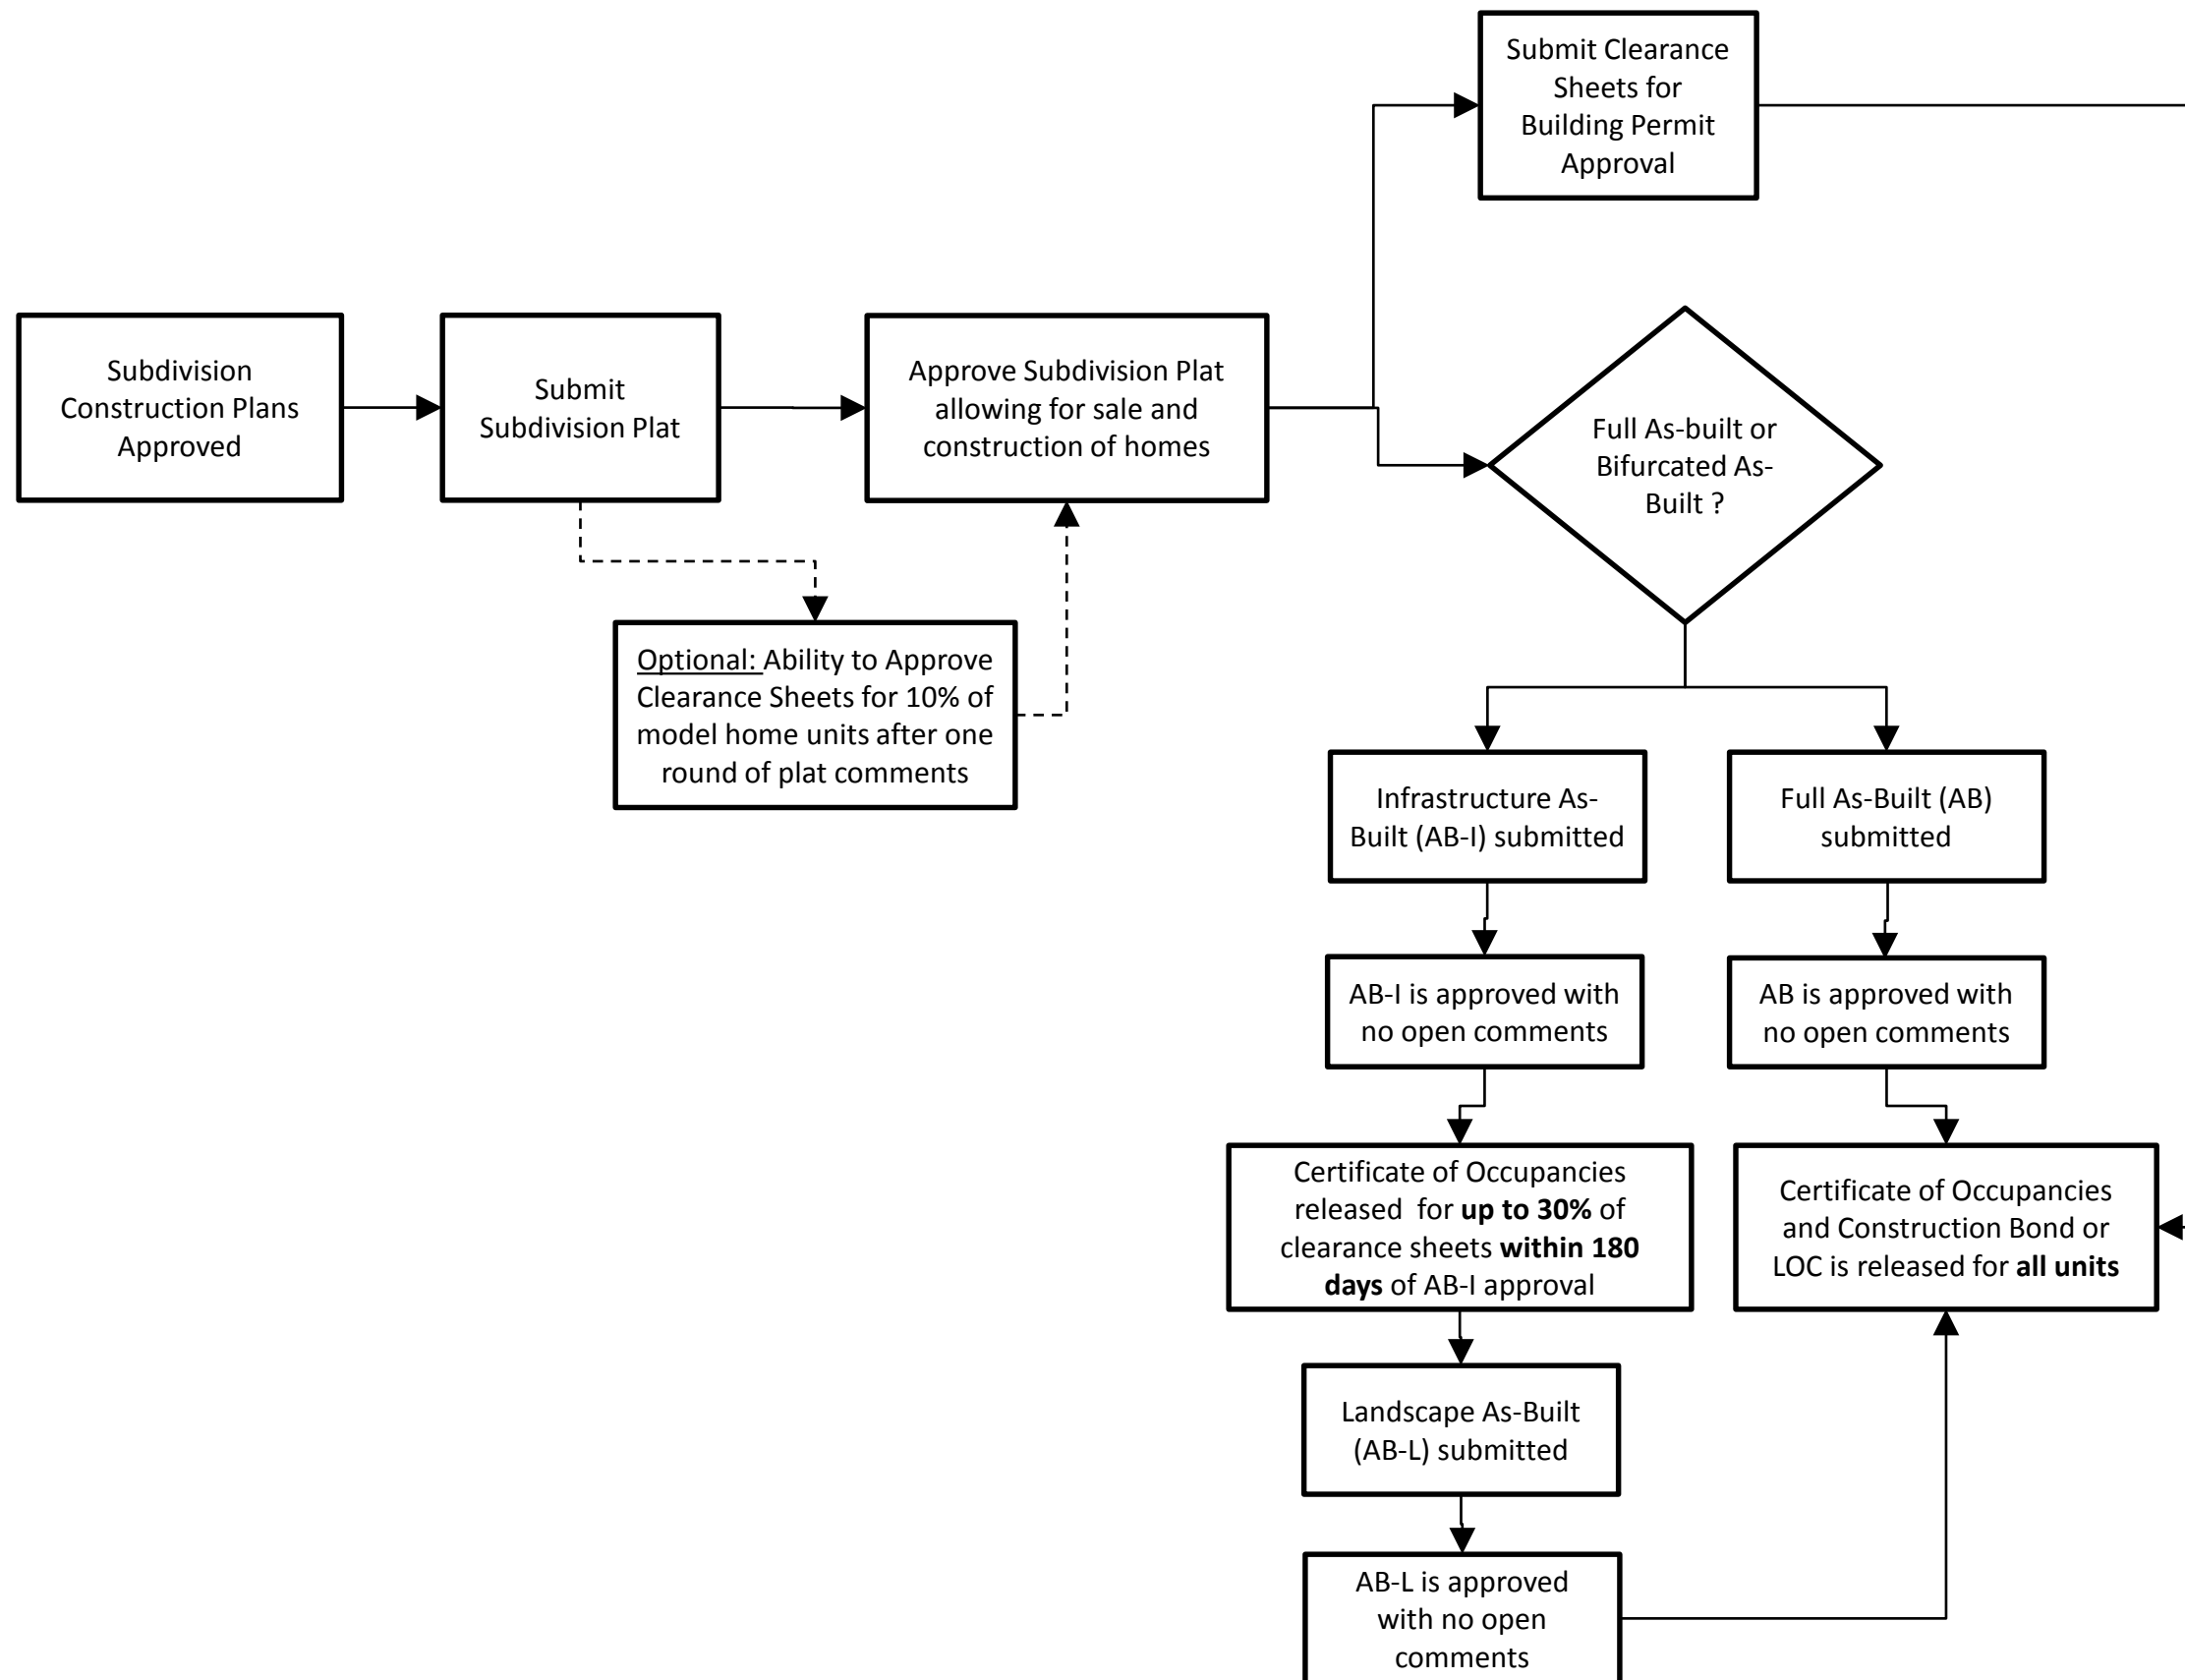 Submit Clearance
Sheets for
Building Permit
Approval
Subdivision
Construction Plans
Approved
Submit
Subdivision Plat
Approve Subdivision Plat
allowing for sale and
construction of homes
Full As-built or
Bifurcated As-
Built ?
Optional: Ability to Approve
Clearance Sheets for 10% of
model home units after one
round of plat comments
Infrastructure As-
Built (AB-I) submitted
Full As-Built (AB)
submitted
AB-I is approved with
no open comments
AB is approved with
no open comments
Certificate of Occupancies
released for up to 30% of
clearance sheets within 180
days of AB-I approval
Certificate of Occupancies
and Construction Bond or
LOC is released for all units
Landscape As-Built
(AB-L) submitted
AB-L is approved
with no open
comments